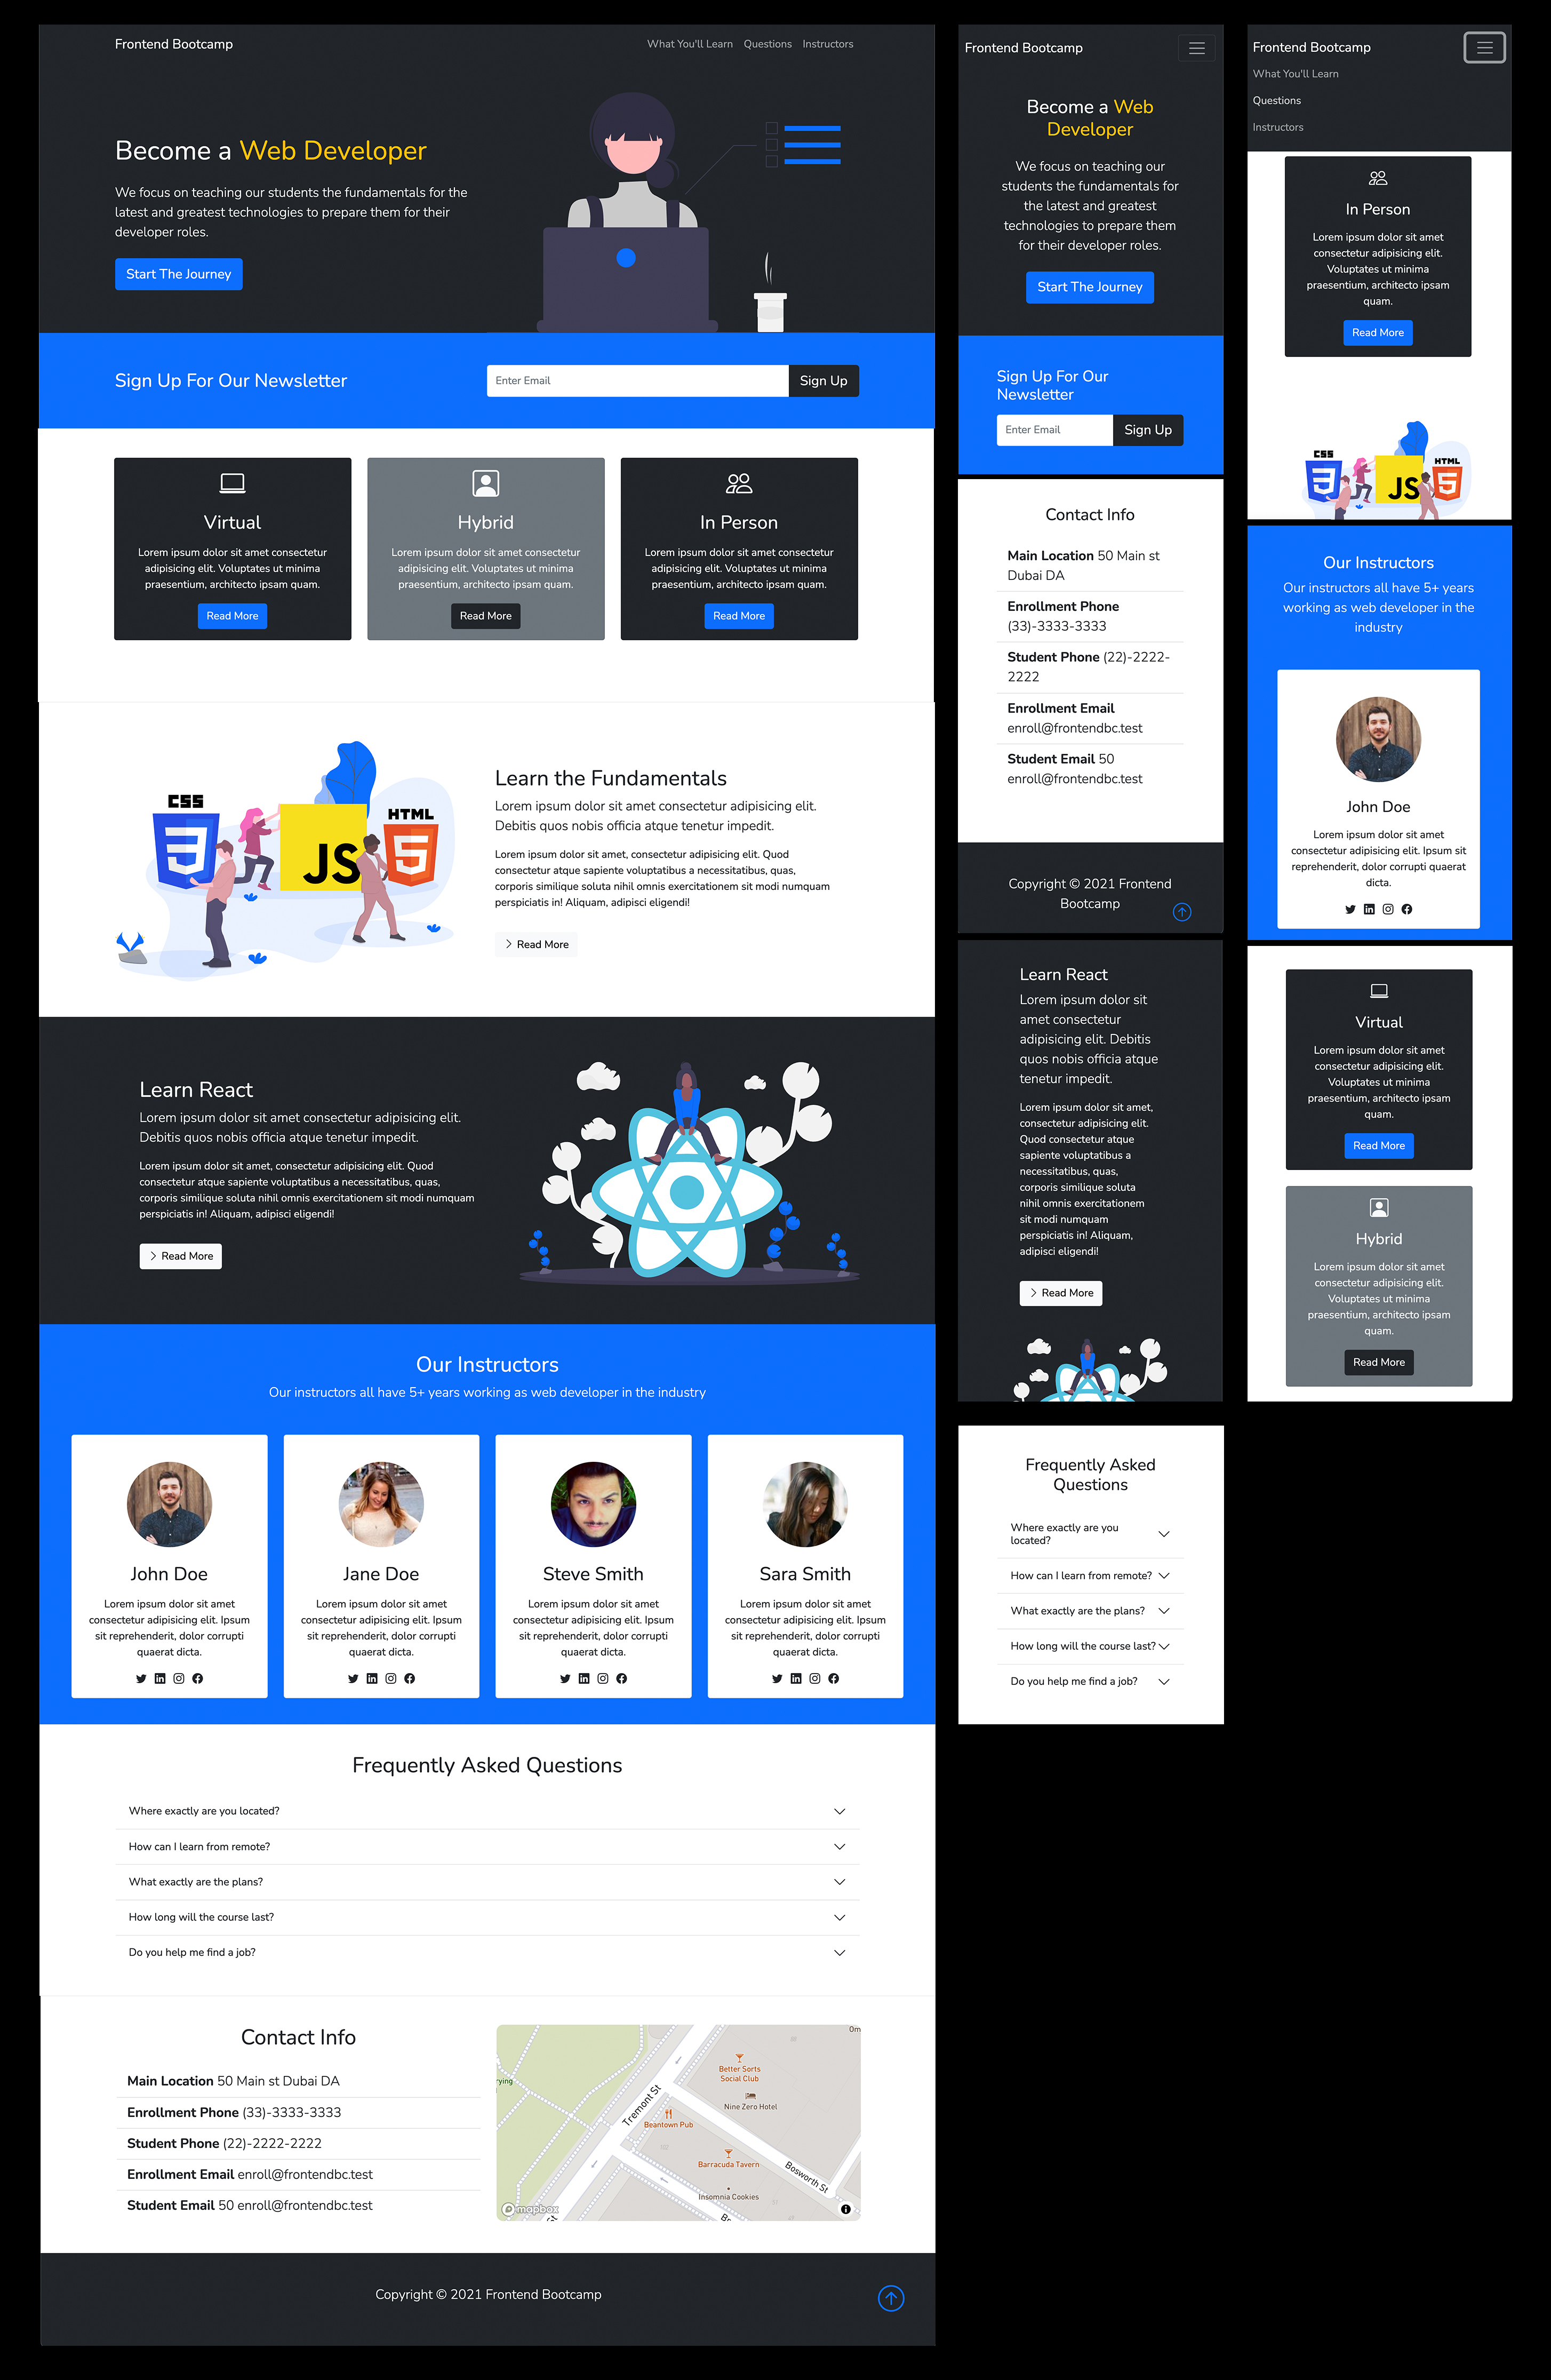 Frontend Bootcamp
What You'll Learn Questions Instructors
Become a Web Developer
We focus on teaching our students the fundamentals for the
latest and greatest technologies to prepare them for their
developer roles.
Start The Journey
Sign Up For Our Newsletter
Enter Email
Sign Up
Virtual
Lorem ipsum dolor sit amet consectetur
adipisicing elit. Voluptates ut minima
praesentium, architecto ipsam quam.
Read More
Hybrid
Lorem ipsum dolor sit amet consectetur
adipisicing elit. Voluptates ut minima
praesentium, architecto ipsam quam.
Read More
In Person
Lorem ipsum dolor sit amet consectetur
adipisicing elit. Voluptates ut minima
praesentium, architecto ipsam quam.
Read More
CSS
JS
HTML
Learn the Fundamentals
Lorem ipsum dolor sit amet consectetur adipisicing elit.
Debitis quos nobis officia atque tenetur impedit.
Lorem ipsum dolor sit amet, consectetur adipisicing elit. Quod
consectetur atque sapiente voluptatibus a necessitatibus, quas,
corporis similique soluta nihil omnis exercitationem sit modi numquam
perspiciatis in! Aliquam, adipisci eligendi!
Read More
Learn React
Lorem ipsum dolor sit amet consectetur adipisicing elit.
Debitis quos nobis officia atque tenetur impedit.
Lorem ipsum dolor sit amet, consectetur adipisicing elit. Quod
consectetur atque sapiente voluptatibus a necessitatibus, quas,
corporis similique soluta nihil omnis exercitationem sit modi numquam
perspiciatis in! Aliquam, adipisci eligendi!
Read More
Our Instructors
Our instructors all have 5+ years working as web developer in the industry
John Doe
Lorem ipsum dolor sit amet
consectetur adipisicing elit. Ipsum
sit reprehenderit, dolor corrupti
quaerat dicta.
Jane Doe
Lorem ipsum dolor sit amet
consectetur adipisicing elit. Ipsum
sit reprehenderit, dolor corrupti
quaerat dicta.
Steve Smith
Lorem ipsum dolor sit amet
consectetur adipisicing elit. Ipsum
sit reprehenderit, dolor corrupti
quaerat dicta.
Sara Smith
Lorem ipsum dolor sit amet
consectetur adipisicing elit. Ipsum
sit reprehenderit, dolor corrupti
quaerat dicta.
Frequently Asked Questions
Where exactly are you located?
How can I learn from remote?
What exactly are the plans?
How long will the course last?
Do you help me find a job?
Contact Info
Main Location 50 Main st Dubai DA
Enrollment Phone (33)-3333-3333
Student Phone (22)-2222-2222
Enrollment Email enroll@frontendbc.test
Student Email 50 enroll@frontendbc.test
0m
Better Sorts
Social Club
rying
Nine Zero Hotel
Tremont St
Beantown Pub
Barracuda Tavern
Bosworth St
Insomnia Cookies
mapbox
Copyright © 2021 Frontend Bootcamp
Frontend Bootcamp
Become a Web
Developer
We focus on teaching our
students the fundamentals for
the latest and greatest
technologies to prepare them
for their developer roles.
Start The Journey
Sign Up For Our
Newsletter
Enter Email
Sign Up
Contact Info
Main Location 50 Main st
Dubai DA
Enrollment Phone
(33)-3333-3333
Student Phone (22)-2222-
2222
Enrollment Email
enroll@frontendbc.test
Student Email 50
enroll@frontendbc.test
Copyright © 2021 Frontend
Bootcamp
Learn React
Lorem ipsum dolor sit
amet consectetur
adipisicing elit. Debitis
quos nobis officia atque
tenetur impedit.
Lorem ipsum dolor sit amet,
consectetur adipisicing elit.
Quod consectetur atque
sapiente voluptatibus a
necessitatibus, quas,
corporis similique soluta
nihil omnis exercitationem
sit modi numquam
perspiciatis in! Aliquam,
adipisci eligendi!
Read More
Frequently Asked
Questions
Where exactly are you
located?
How can I learn from remote?
What exactly are the plans?
How long will the course last?
Do you help me find a job?
Frontend Bootcamp
What You'll Learn
Questions
Instructors
In Person
Lorem ipsum dolor sit amet
consectetur adipisicing elit.
Voluptates ut minima
praesentium, architecto ipsam
quam.
Read More
CSS
JS
HTML
Our Instructors
Our instructors all have 5+ years
working as web developer in the
industry
John Doe
Lorem ipsum dolor sit amet
consectetur adipisicing elit. Ipsum sit
reprehenderit, dolor corrupti quaerat
dicta.
Virtual
Lorem ipsum dolor sit amet
consectetur adipisicing elit.
Voluptates ut minima
praesentium, architecto ipsam
quam.
Read More
Hybrid
Lorem ipsum dolor sit amet
consectetur adipisicing elit.
Voluptates ut minima
praesentium, architecto ipsam
quam.
Read More